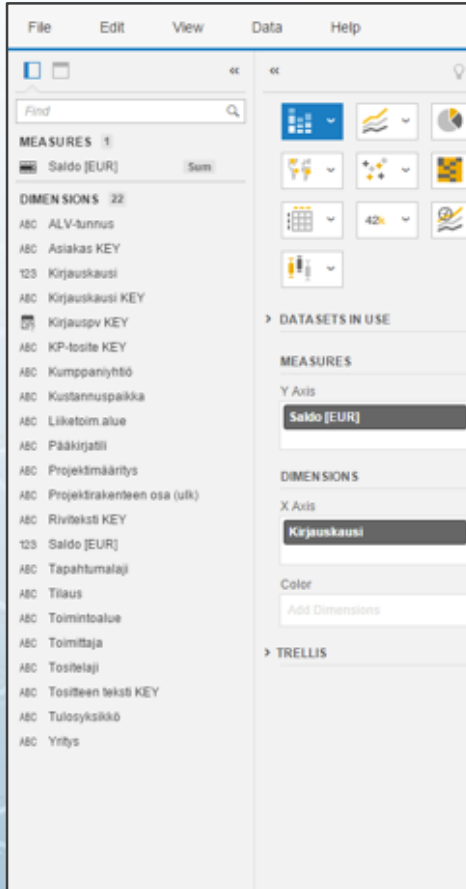 File Edit View Data Help
Find
MEASURES 1
Saldo [EUR] Sum
DIMENSIONS 22
ABC ALV-tunnus
ABC Asiakas KEY
123 Kirjauskausi
ABC Kirjauskausi KEY
Kirjauspv KEY
ABC KP-tosite KEY
ABC Kumppaniyhtiö
ABC Kustannuspaikka
ABC Liiketoim.alue
ABC Pääkirjatili
ABC Projektimääritys
ABC Projektirakenteen osa (ulk)
ABC Riviteksti KEY
123 Saldo [EUR]
ABC Tapahtumalaji
ABC Tilaus
ABC Toimintoalue
ABC Toimittaja
ABC Tositelaji
ABC Tositteen teksti KEY
ABC Tulosyksikkö
ABC Yritys
42k
DATASETS IN USE
MEASURES
Y Axis
Saldo [EUR]
DIMENSIONS
X Axis
Kirjauskausi
Color
Add Dimensions
TRELLIS